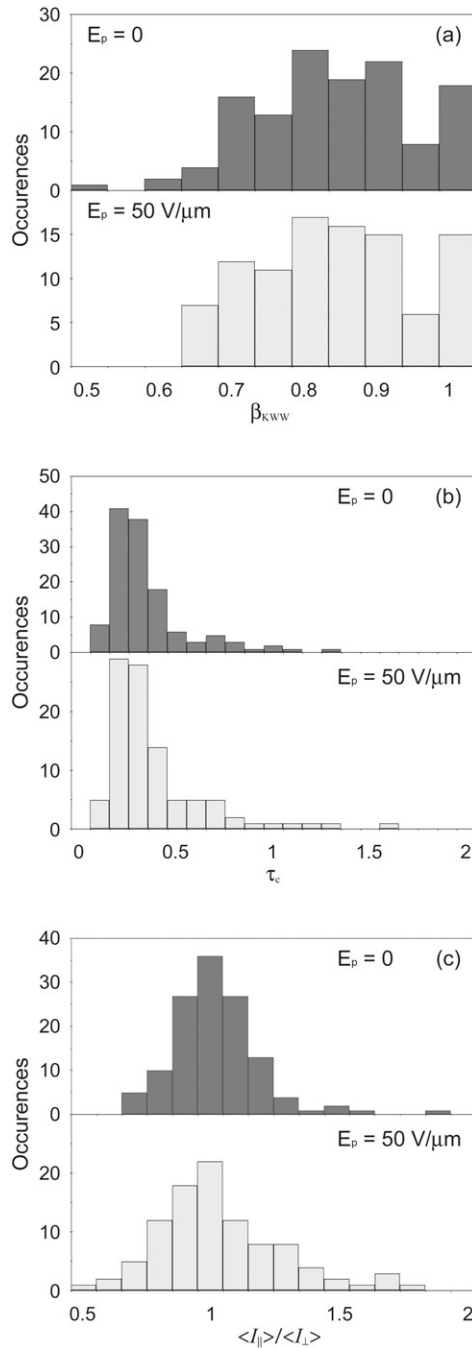 30
E_p = 0
(a)
20
10
0
Occurences
E_p = 50 V/μm
15
10
5
0
0.5 0.6 0.7 0.8 0.9 1
β_KWW
50
E_p = 0
(b)
40
30
20
10
0
Occurences
E_p = 50 V/μm
20
10
0
0 0.5 1 1.5 2
τ_c
40
E_p = 0
(c)
30
20
10
0
Occurences
E_p = 50 V/μm
20
10
0
0.5 1 1.5 2
<I_||>/<I_⊥>